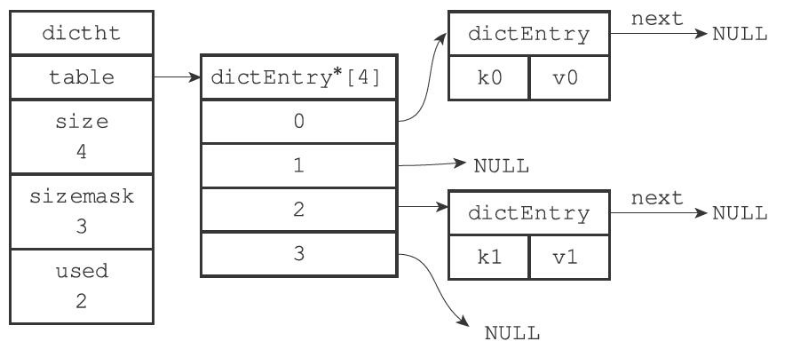 dictht
table
size
4
sizemask
3
used
2
dictEntry*[4]
0
1
2
3
dictEntry
k0 v0
next
NULL
NULL
dictEntry
k1 v1
next
NULL
NULL